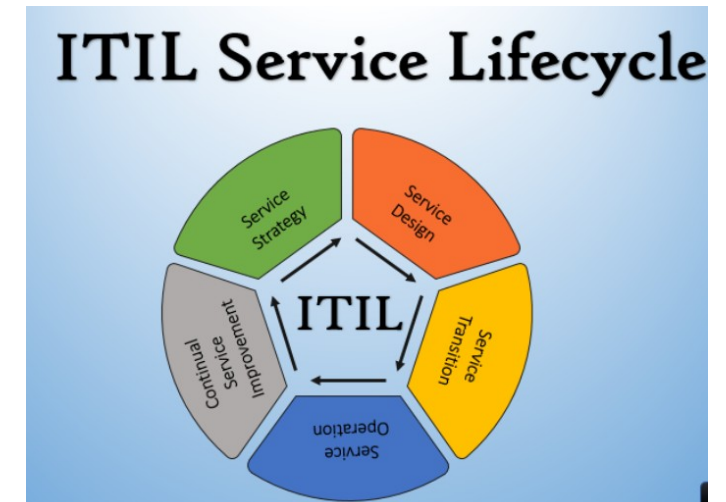 ITIL Service Lifecycle
Service
Strategy
Service
Design
Service
Transition
Service
Operation
Continual
Service
Improvement
ITIL